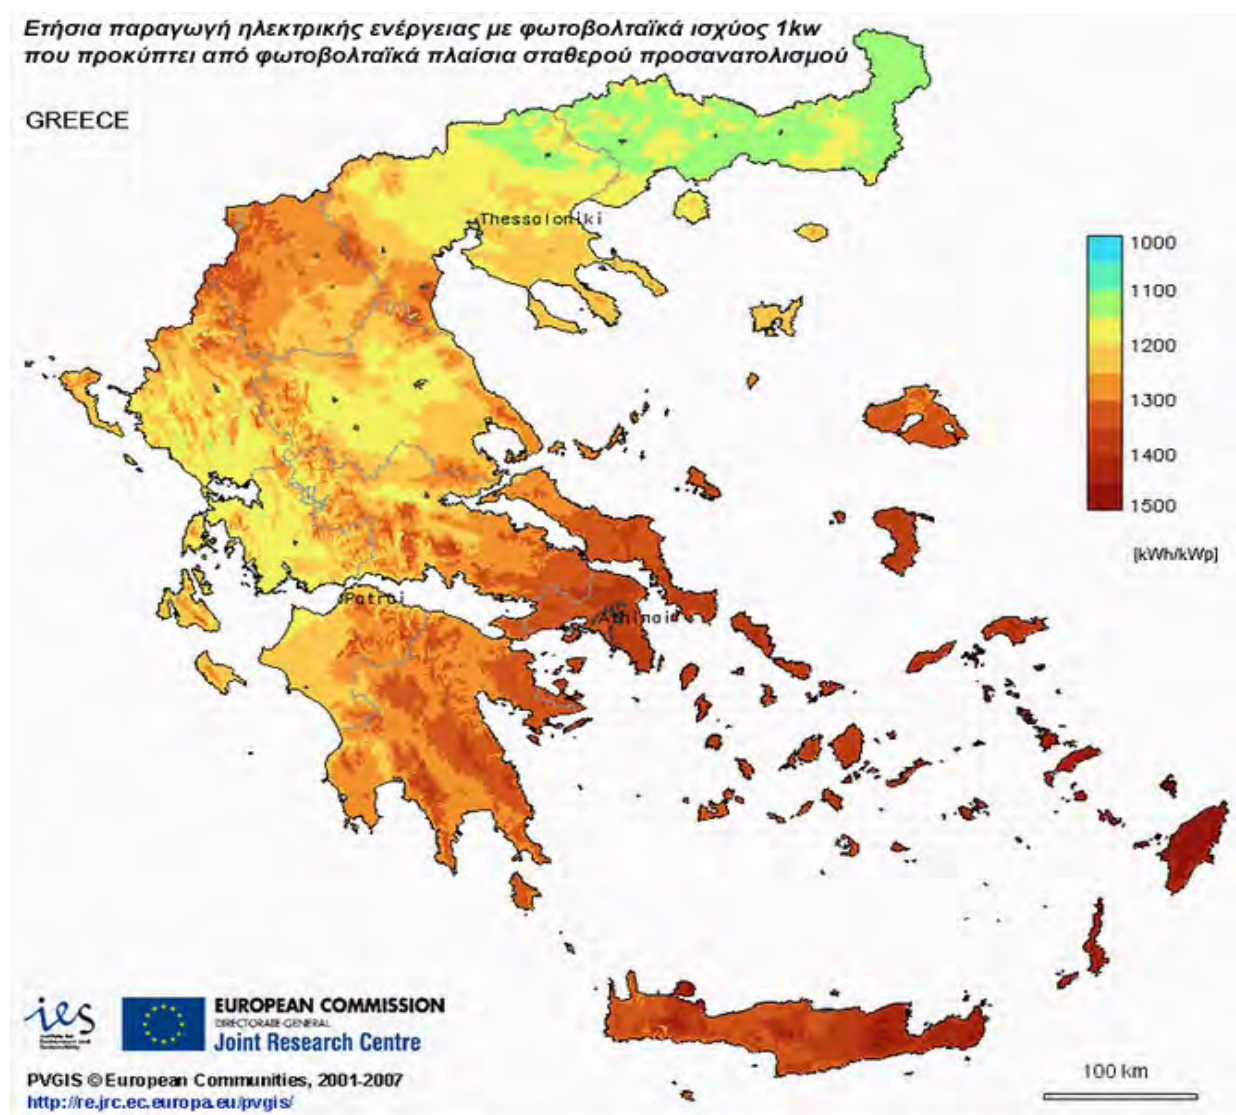 Ετήσια παραγωγή ηλεκτρικής ενέργειας με φωτοβολταϊκά ισχύος 1kw
που προκύπτει από φωτοβολταϊκά πλαίσια σταθερού προσανατολισμού
GREECE
Thessaloniki
1000
1100
1200
1300
1400
1500
[kWh/kWp]
Patrai
Athinai
ies
EUROPEAN COMMISSION
DIRECTORATE-GENERAL
Joint Research Centre
PVGIS © European Communities, 2001-2007
http://re.jrc.ec.europa.eu/pvgis/
100 km